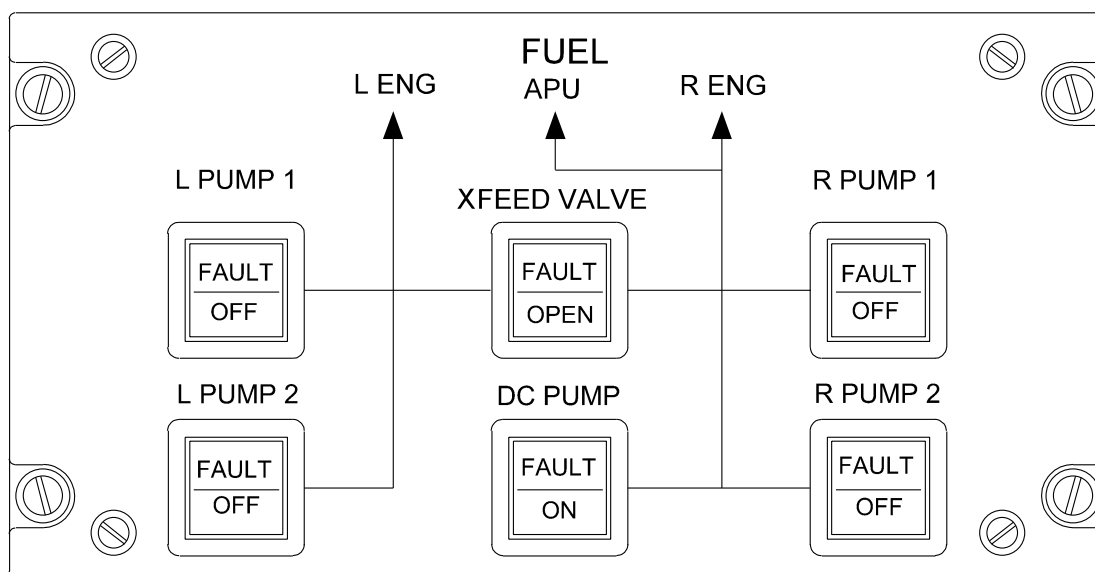 FUEL
L ENG
APU
R ENG
L PUMP 1
XFEED VALVE
R PUMP 1
FAULT
OFF
FAULT
OPEN
FAULT
OFF
L PUMP 2
DC PUMP
R PUMP 2
FAULT
OFF
FAULT
ON
FAULT
OFF